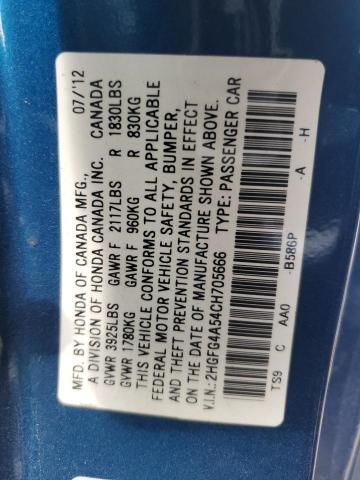 MFD. BY HONDA OF CANADA MFG., 07/'12
A DIVISION OF HONDA CANADA INC. CANADA
GVWR 3925LBS GAWR F 2117LBS R 1830LBS
GVWR 1780KG GAWR F 960KG R 830KG
THIS VEHICLE CONFORMS TO ALL APPLICABLE
FEDERAL MOTOR VEHICLE SAFETY, BUMPER,
AND THEFT PREVENTION STANDARDS IN EFFECT
ON THE DATE OF MANUFACTURE SHOWN ABOVE.
V.I.N.: 2HGFG4A54CH705666 TYPE: PASSENGER CAR
-B586P -A -H
TS9 C AA0